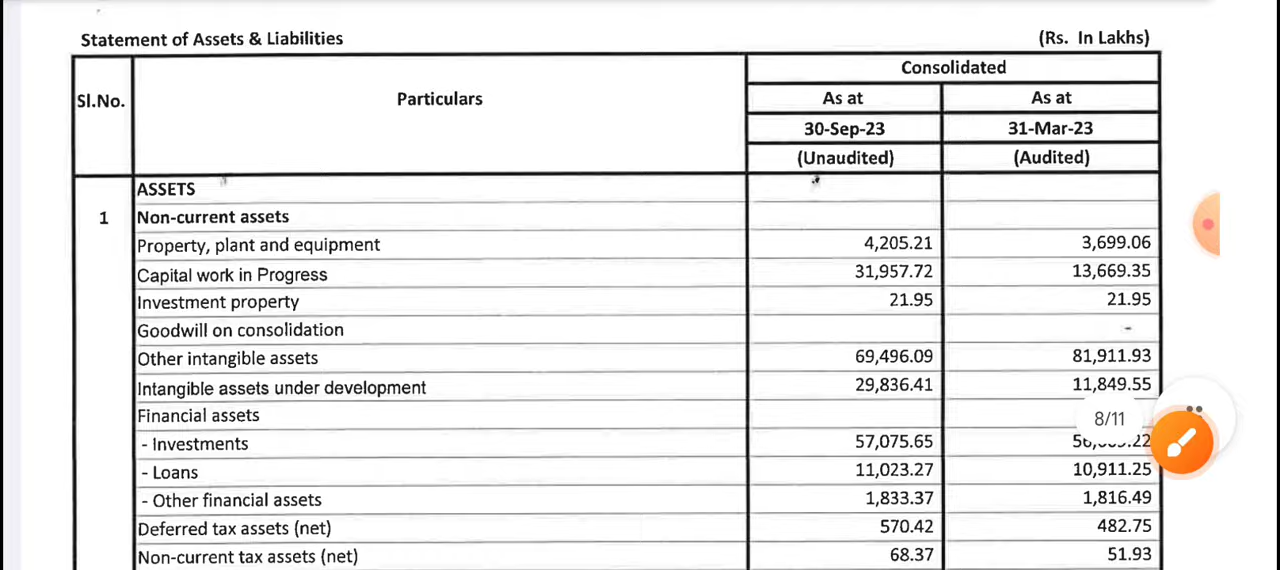 Statement of Assets & Liabilities (Rs. In Lakhs)
Sl.No. Particulars Consolidated
As at As at
30-Sep-23 31-Mar-23
(Unaudited) (Audited)
ASSETS
1 Non-current assets
Property, plant and equipment 4,205.21 3,699.06
Capital work in Progress 31,957.72 13,669.35
Investment property 21.95 21.95
Goodwill on consolidation -
Other intangible assets 69,496.09 81,911.93
Intangible assets under development 29,836.41 11,849.55
Financial assets
8/11
- Investments 57,075.65
- Loans 11,023.27 10,911.25
- Other financial assets 1,833.37 1,816.49
Deferred tax assets (net) 570.42 482.75
Non-current tax assets (net) 68.37 51.93